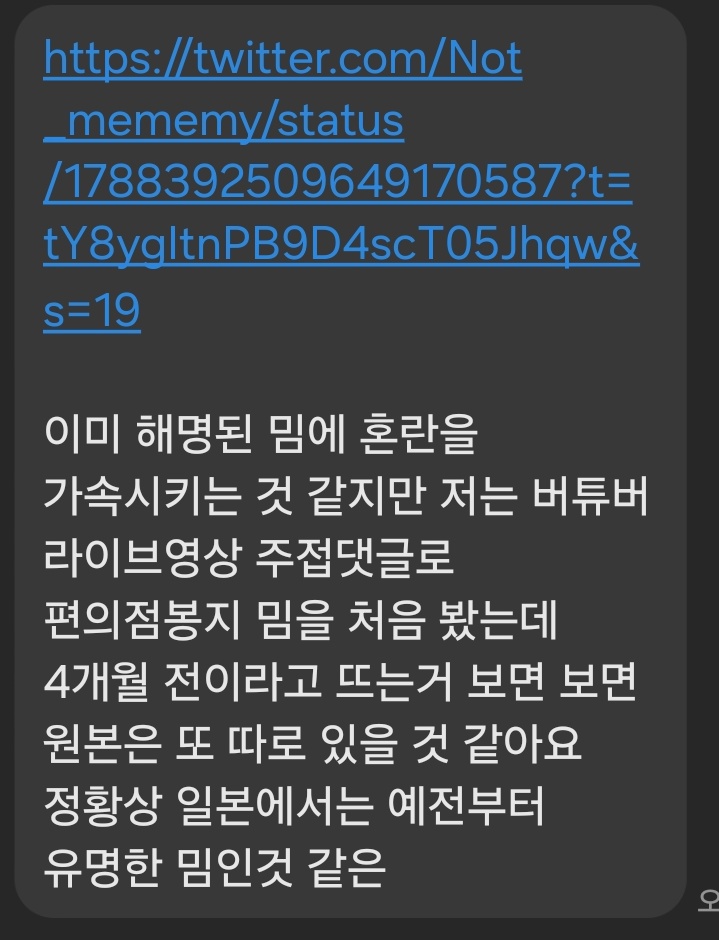 https://twitter.com/Not
_mememy/status
/1788392509649170587?t=
tY8ygItnPB9D4scT05Jhqw&
s=19
이미 해명된 밈에 혼란을
가속시키는 것 같지만 저는 버튜버
라이브영상 주접댓글로
편의점봉지 밈을 처음 봤는데
4개월 전이라고 뜨는거 보면 보면
원본은 또 따로 있을 것 같아요
정황상 일본에서는 예전부터
유명한 밈인것 같은